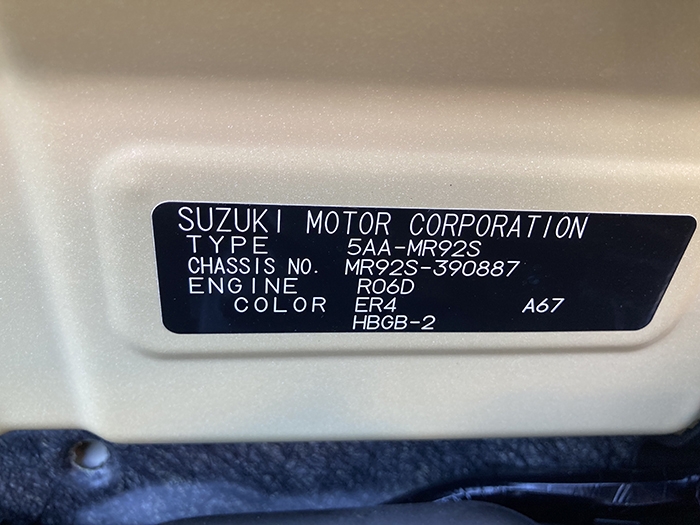 SUZUKI MOTOR CORPORATION
TYPE 5AA-MR92S
CHASSIS NO. MR92S-390887
ENGINE R06D
COLOR ER4 A67
HBGB-2